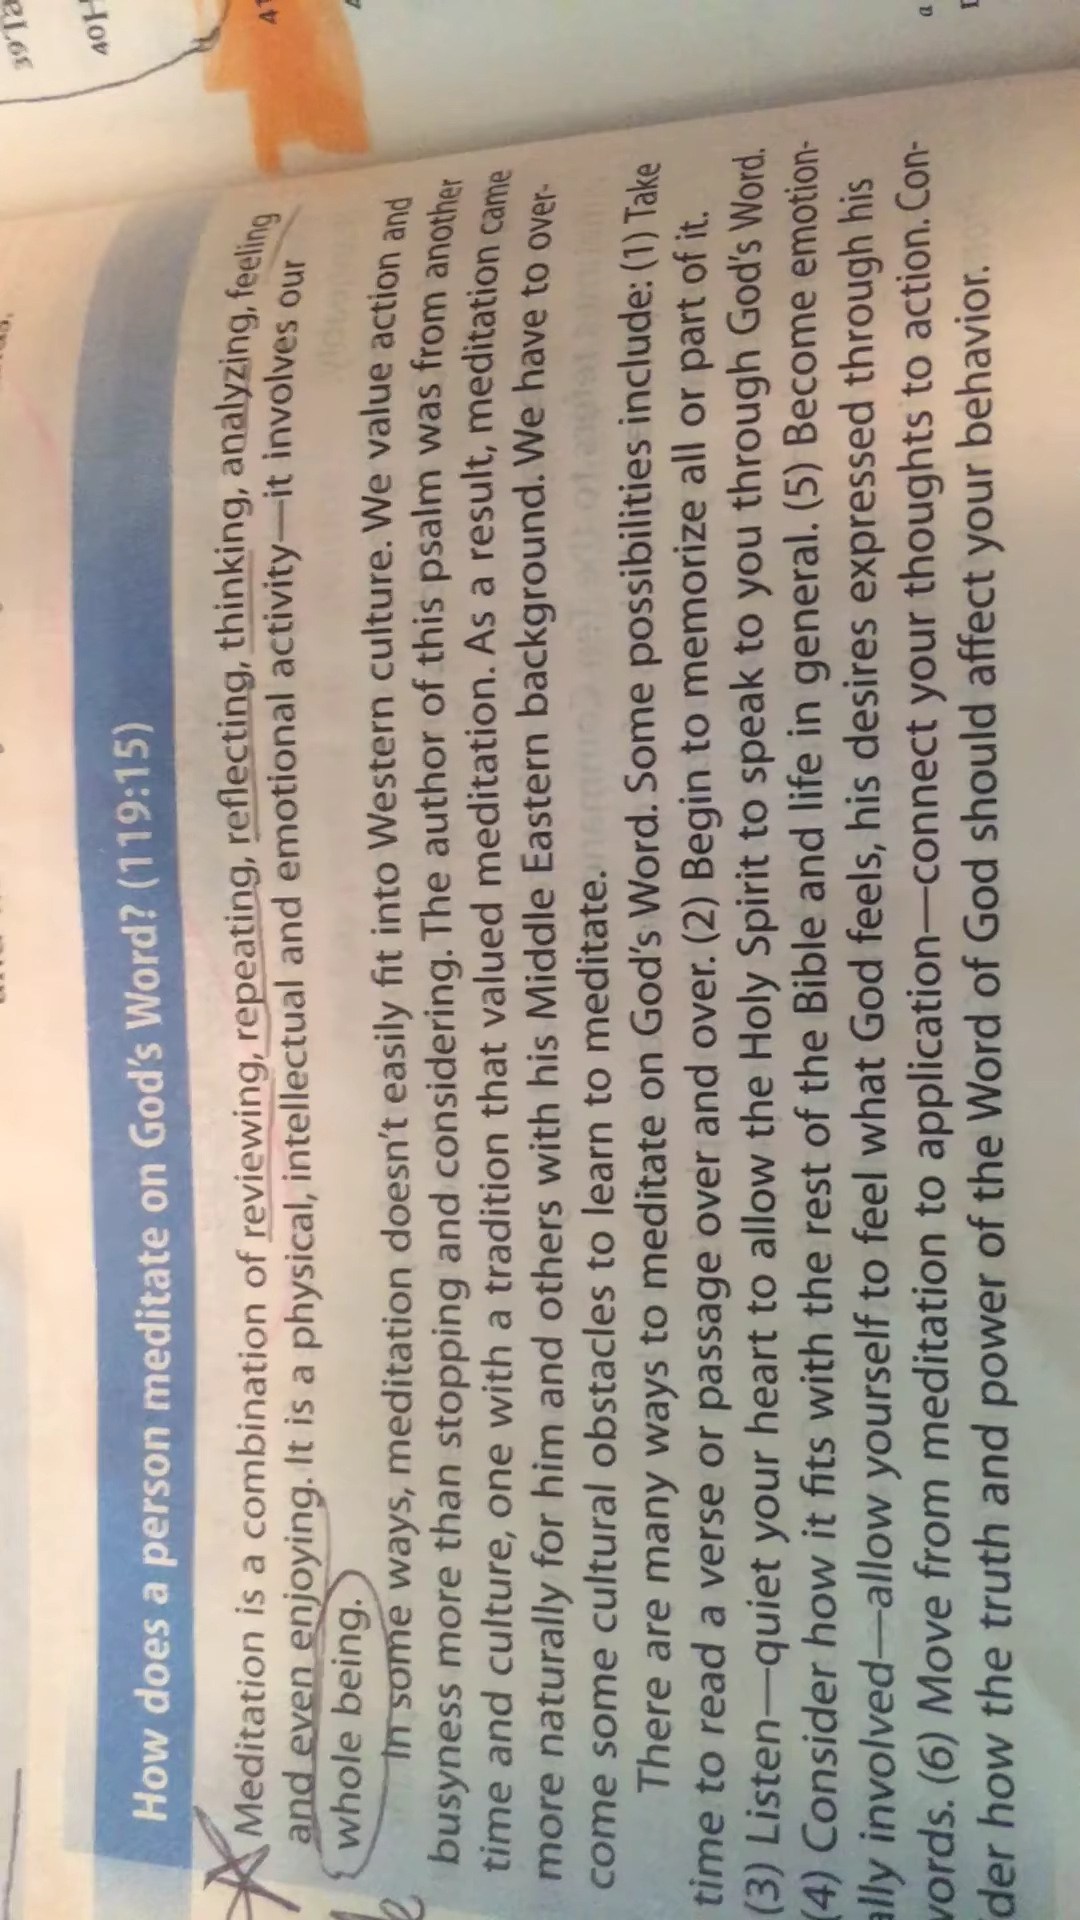 How does a person meditate on God's Word? (119:15)
Meditation is a combination of reviewing, repeating, reflecting, thinking, analyzing, feeling
and even enjoying. It is a physical, intellectual and emotional activity—it involves our
whole being.
In some ways, meditation doesn't easily fit into Western culture. We value action and
busyness more than stopping and considering. The author of this psalm was from another
time and culture, one with a tradition that valued meditation. As a result, meditation came
more naturally for him and others with his Middle Eastern background. We have to over-
come some cultural obstacles to learn to meditate.
There are many ways to meditate on God's Word. Some possibilities include: (1) Take
time to read a verse or passage over and over. (2) Begin to memorize all or part of it.
(3) Listen—quiet your heart to allow the Holy Spirit to speak to you through God's Word.
(4) Consider how it fits with the rest of the Bible and life in general. (5) Become emotion-
ally involved—allow yourself to feel what God feels, his desires expressed through his
words. (6) Move from meditation to application—connect your thoughts to action. Con-
der how the truth and power of the Word of God should affect your behavior.